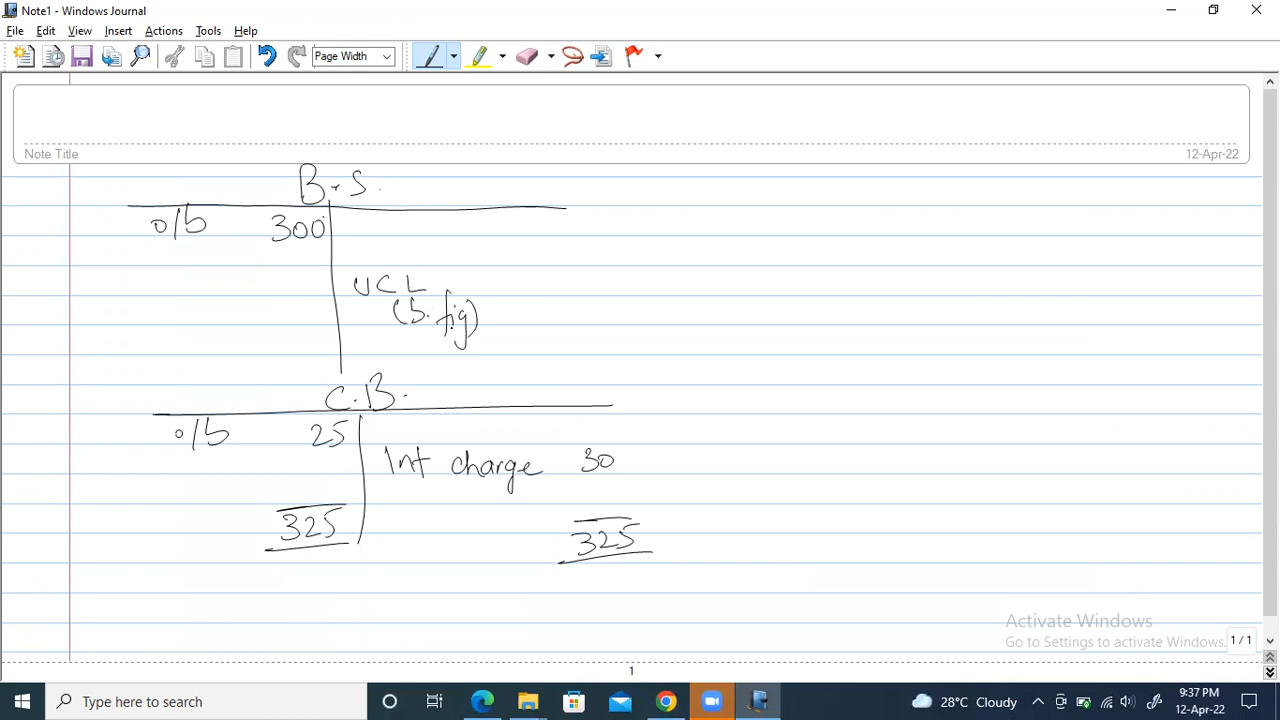 Note1 - Windows Journal
File Edit View Insert Actions Tools Help
Page Width
Note Title
12-Apr-22
B.S.
o/b 300
UCL
(b. fig)
C.B.
o/b 25
Int charge 30
325 325
Activate Windows
Go to Settings to activate Windows.
1 / 1
1
Type here to search
28°C Cloudy
9:37 PM
12-Apr-22